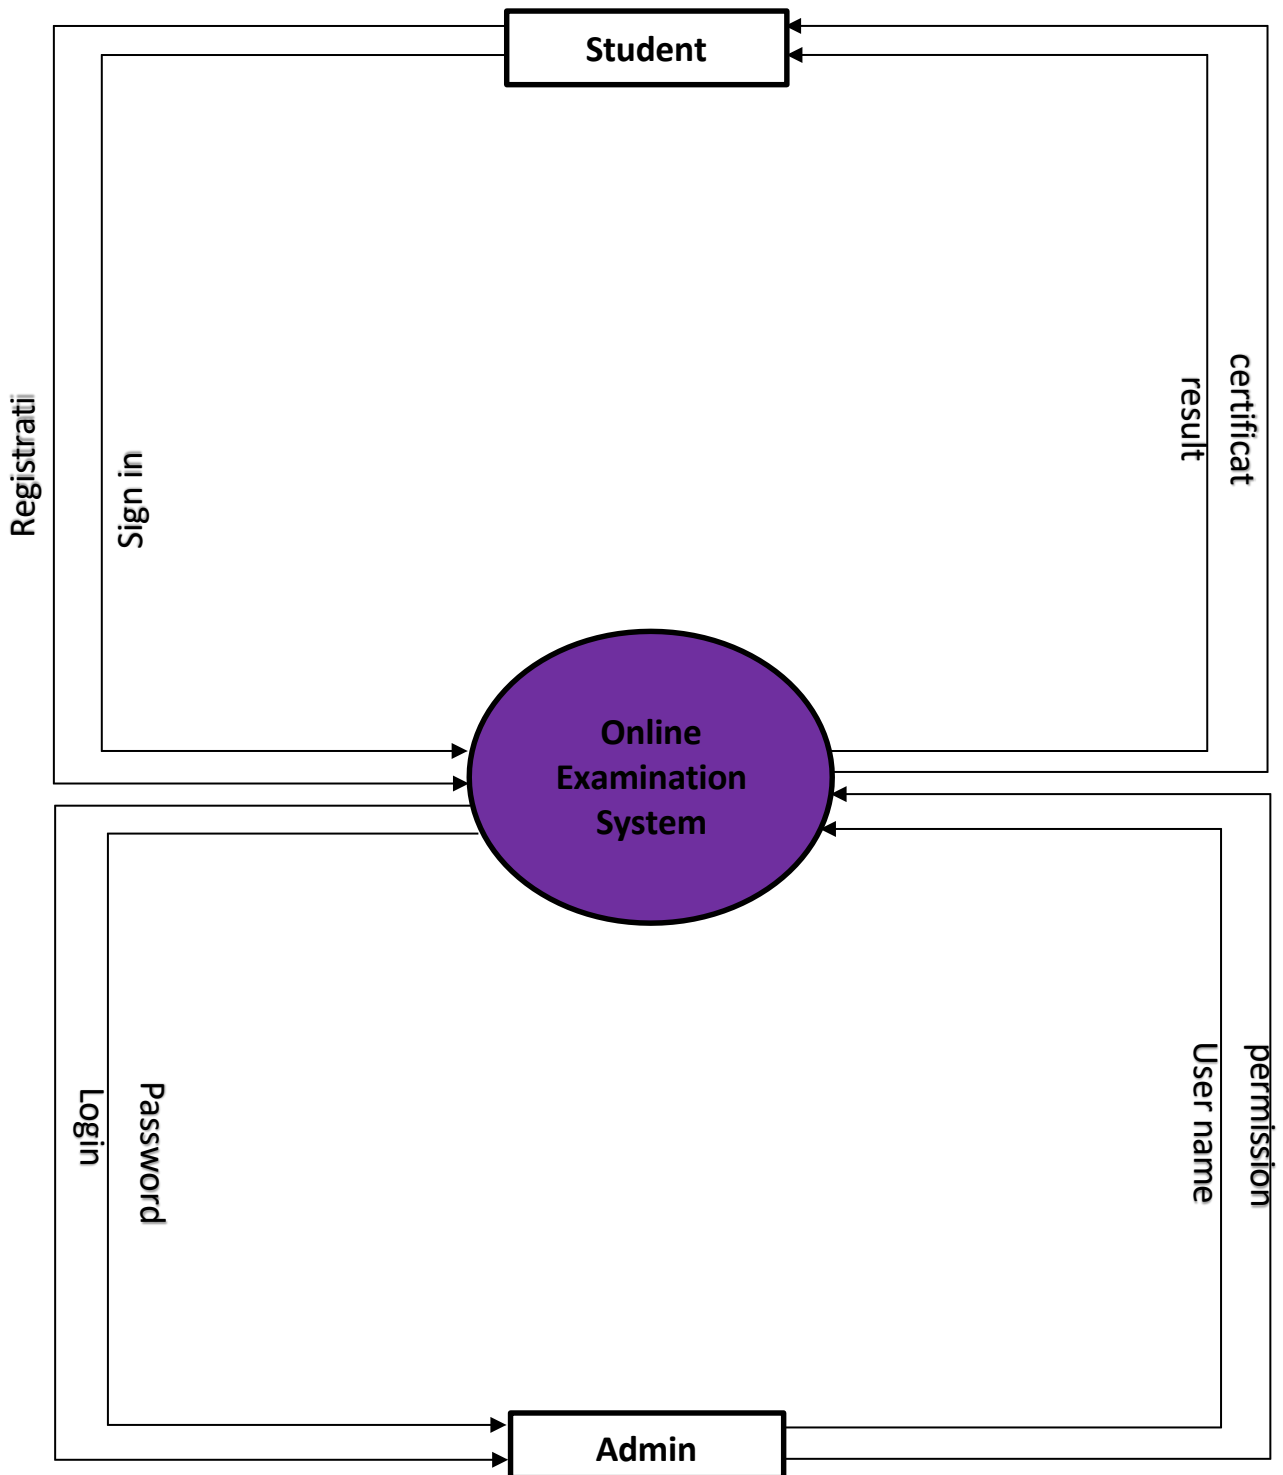 Student
Registrati
Sign in
result
certificat
Online
Examination
System
Login
Password
User name
permission
Admin